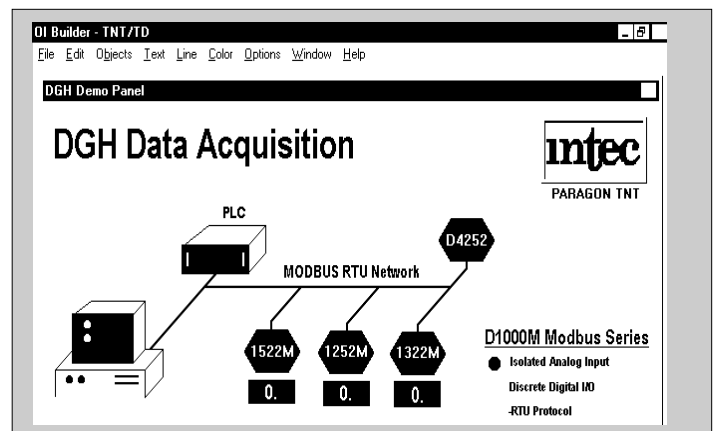 OI Builder - TNT/TD
File Edit Objects Text Line Color Options Window Help
DGH Demo Panel
DGH Data Acquisition
intec
PARAGON TNT
PLC
D4252
MODBUS RTU Network
1522M 1252M 1322M
0. 0. 0.
D1000M Modbus Series
Isolated Analog Input
Discrete Digital I/O
-RTU Protocol